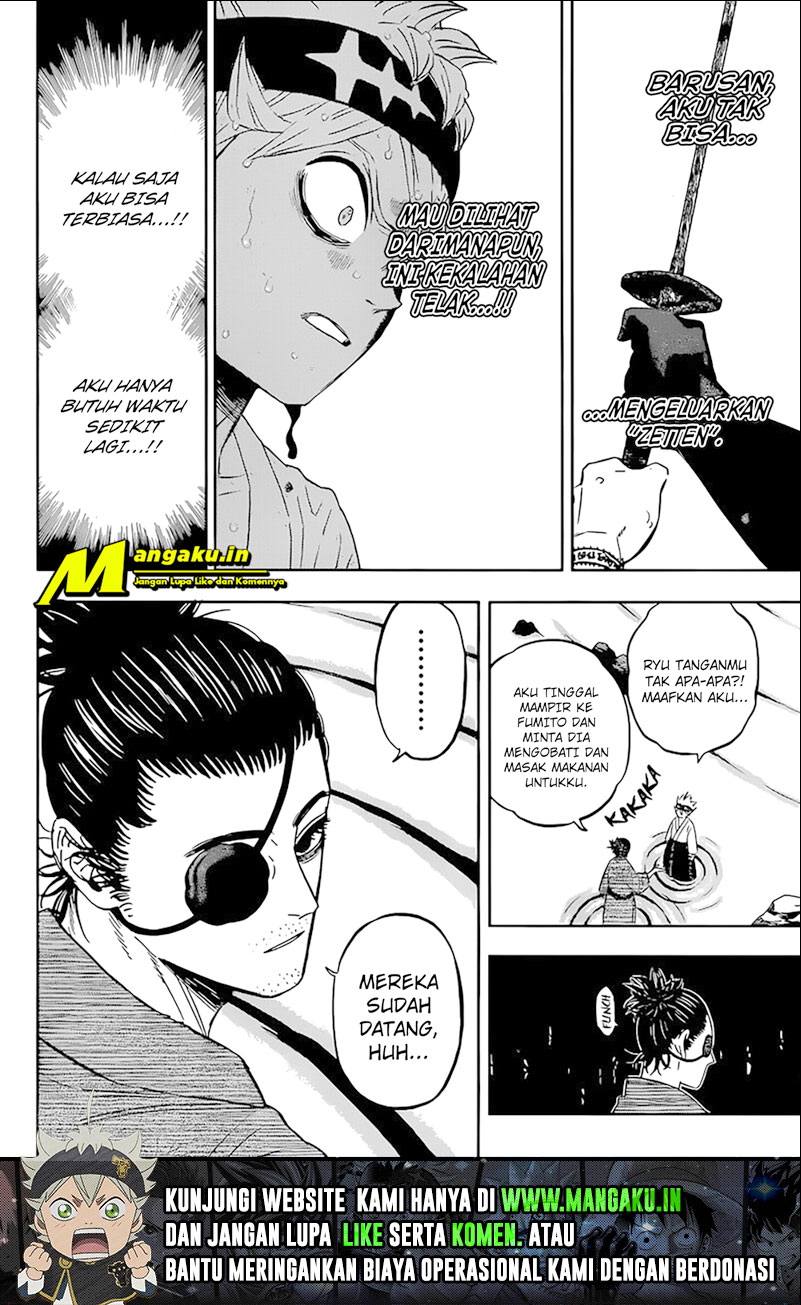 BARUSAN,
AKU TAK
BISA...
...MENGELUARKAN
"ZETTEN".
MAU DILIHAT
DARIMANAPUN,
INI KEKALAHAN
TELAK...!!
KALAU SAJA
AKU BISA
TERBIASA...!!
AKU HANYA
BUTUH WAKTU
SEDIKIT
LAGI...!!
Mangaku.in
Jangan Lupa Like dan Komennya
RYU TANGANMU
TAK APA-APA?!
MAAFKAN AKU...
AKU TINGGAL
MAMPIR KE
FUMITO DAN
MINTA DIA
MENGOBATI DAN
MASAK MAKANAN
UNTUKKU.
KAKAKA
FUNCH
..........
MEREKA
SUDAH
DATANG,
HUH...
KUNJUNGI WEBSITE KAMI HANYA DI WWW.MANGAKU.IN
DAN JANGAN LUPA LIKE SERTA KOMEN. ATAU
BANTU MERINGANKAN BIAYA OPERASIONAL KAMI DENGAN BERDONASI